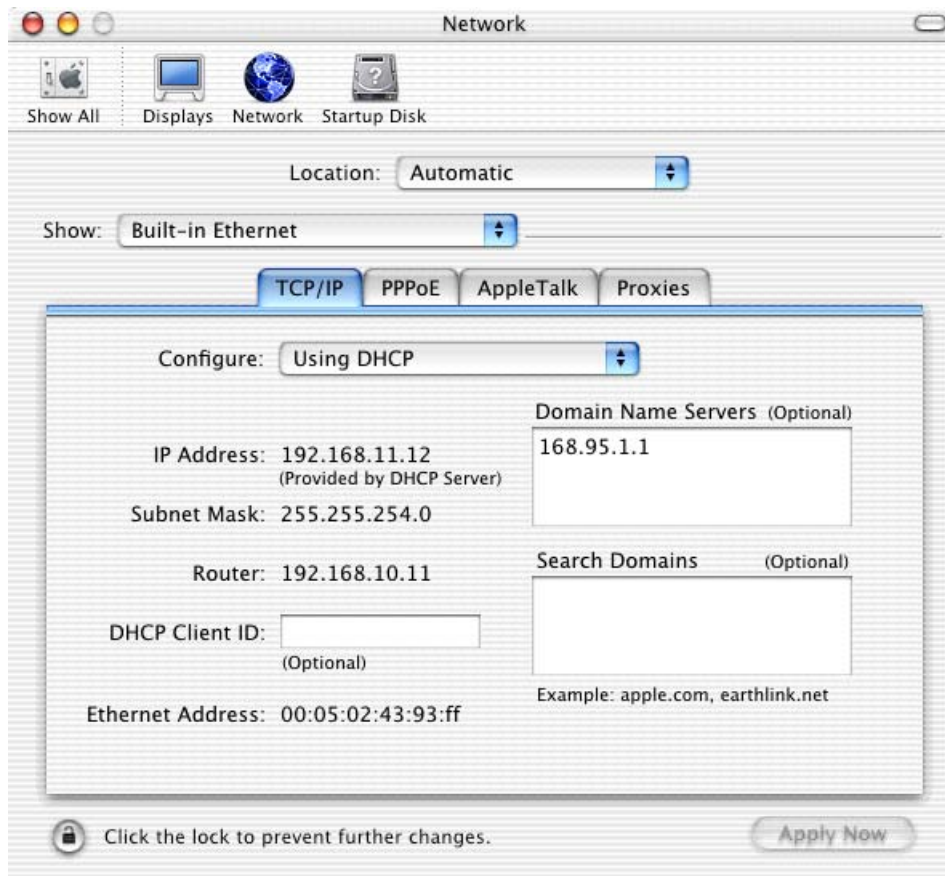 Network
Show All
Displays
Network
Startup Disk
Location: Automatic
Show: Built-in Ethernet
TCP/IP
PPPoE
AppleTalk
Proxies
Configure: Using DHCP
Domain Name Servers (Optional)
168.95.1.1
IP Address: 192.168.11.12
(Provided by DHCP Server)
Subnet Mask: 255.255.254.0
Router: 192.168.10.11
Search Domains (Optional)
DHCP Client ID:
(Optional)
Example: apple.com, earthlink.net
Ethernet Address: 00:05:02:43:93:ff
Click the lock to prevent further changes.
Apply Now